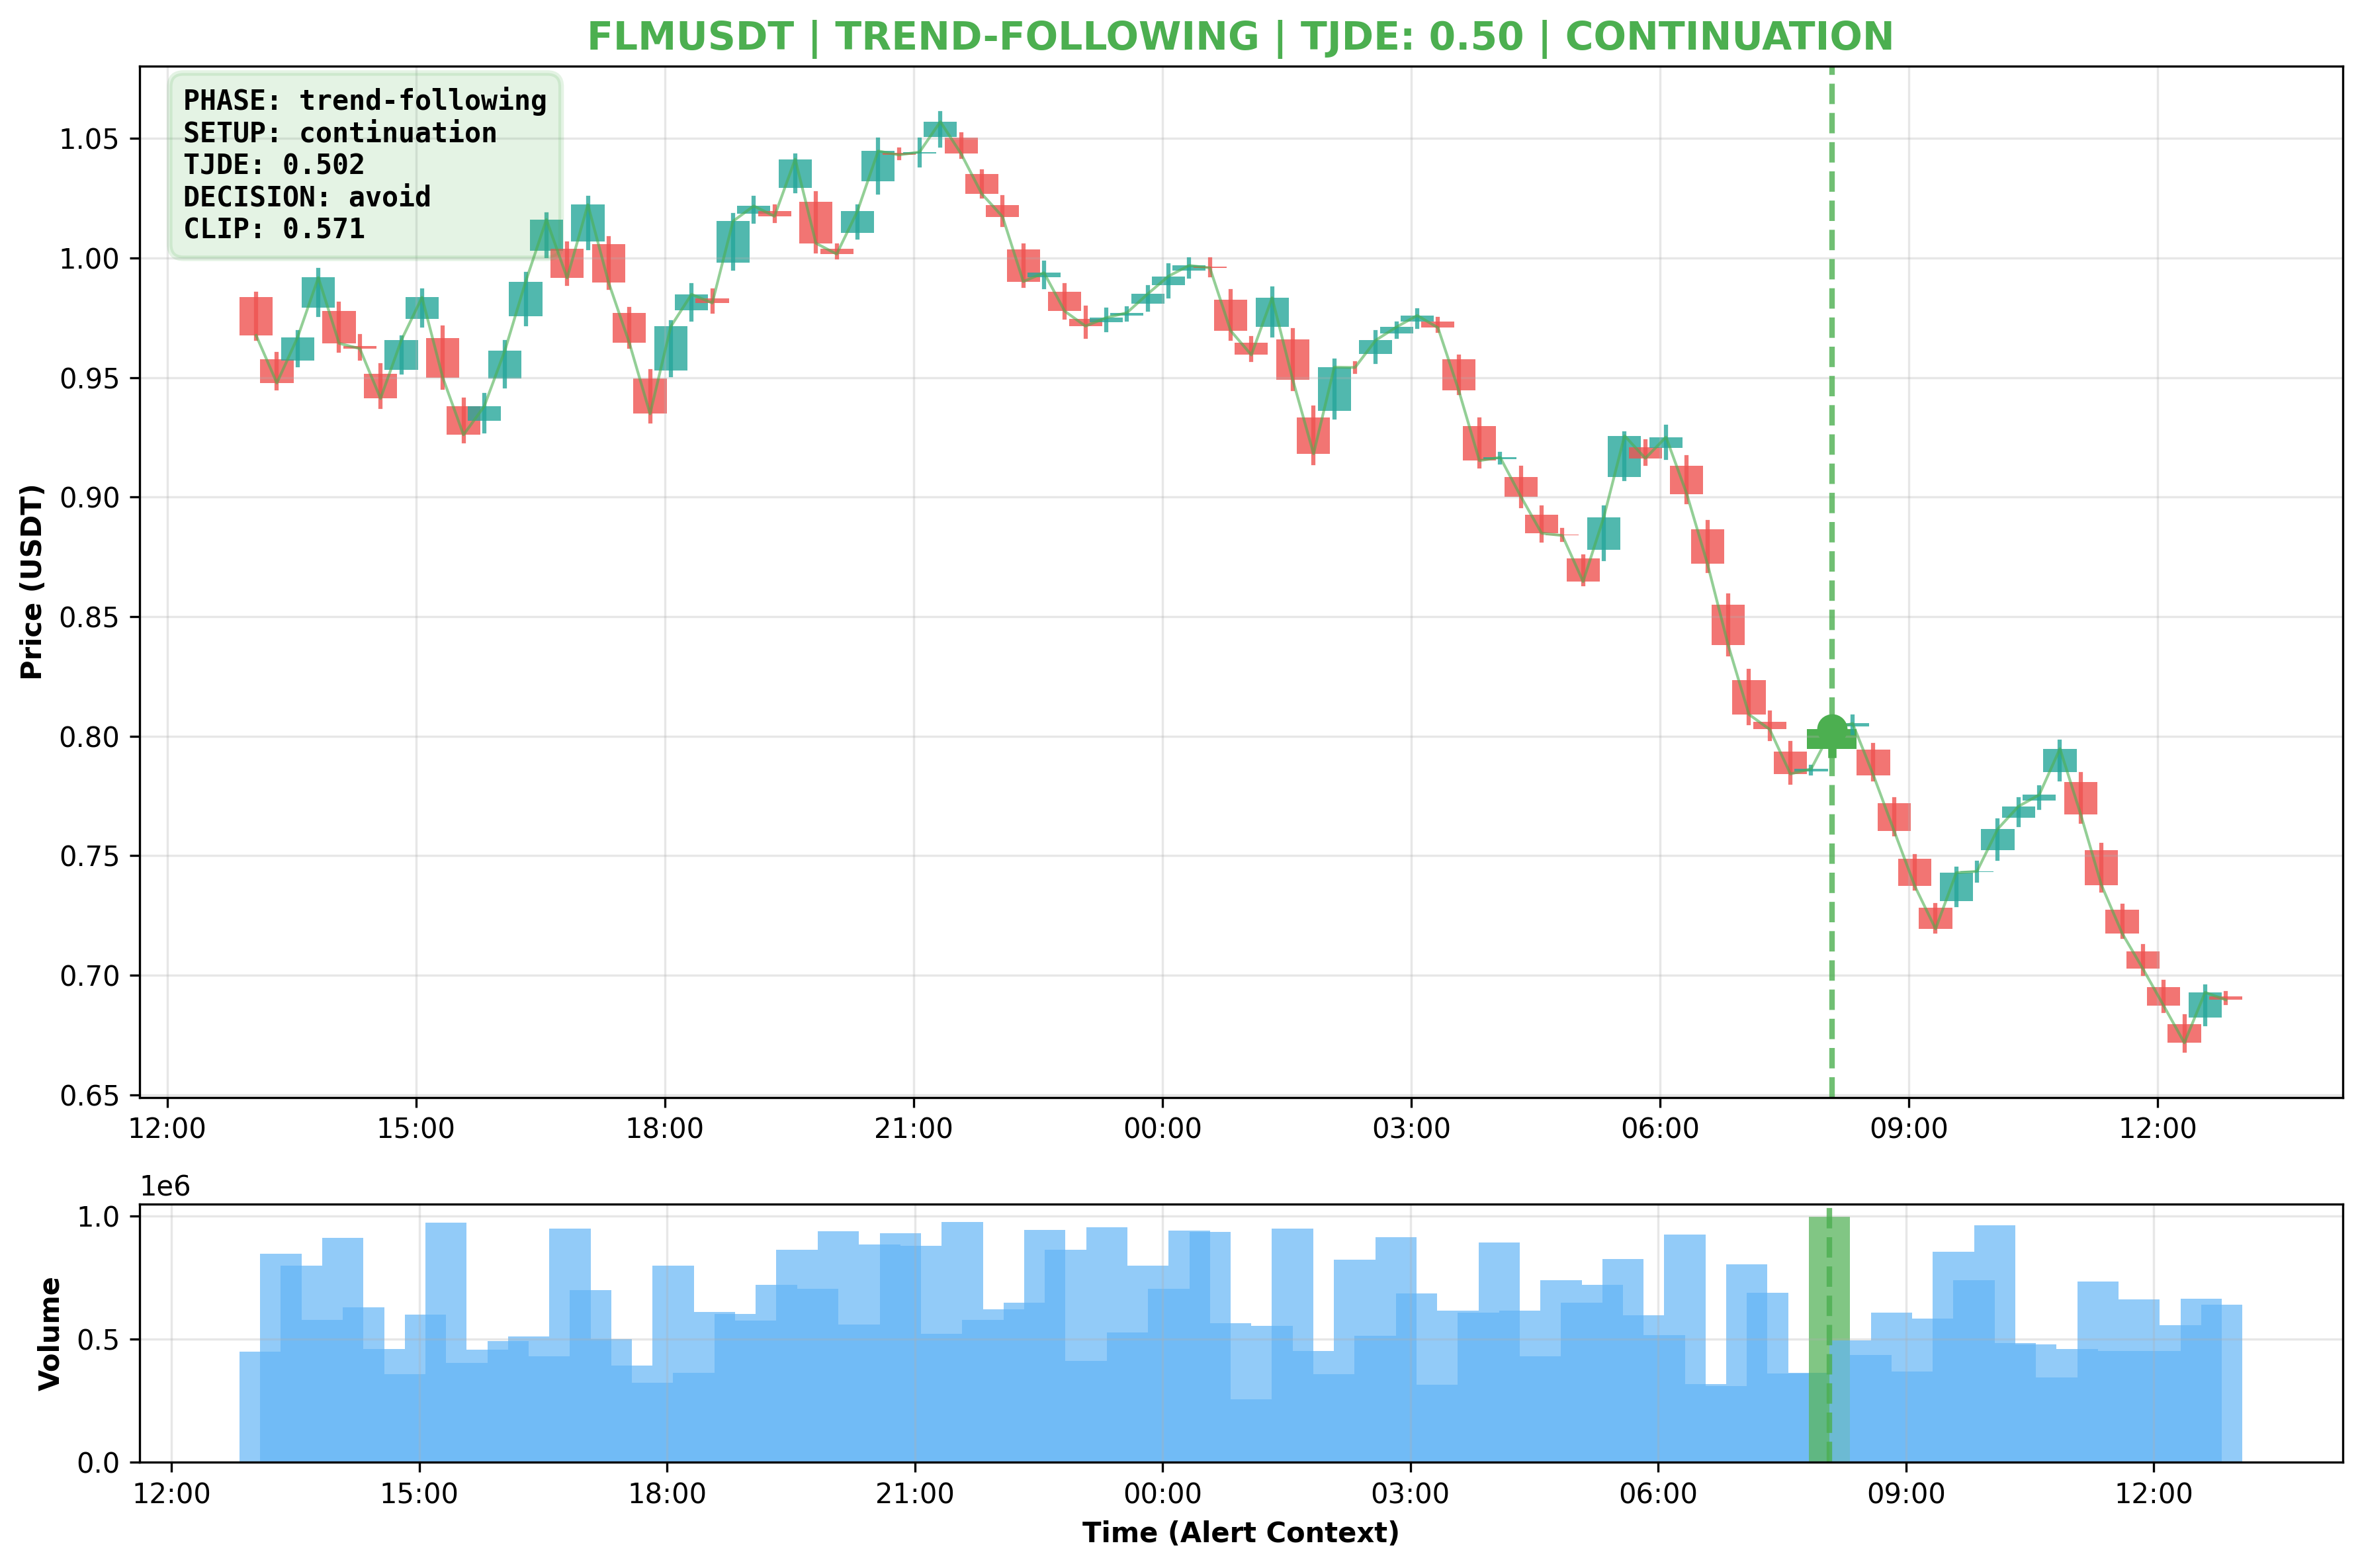 FLMUSDT | TREND-FOLLOWING | TJDE: 0.50 | CONTINUATION
PHASE: trend-following
SETUP: continuation
TJDE: 0.502
DECISION: avoid
CLIP: 0.571
Price (USDT)
1.05
1.00
0.95
0.90
0.85
0.80
0.75
0.70
0.65
12:00 15:00 18:00 21:00 00:00 03:00 06:00 09:00 12:00
1e6
Volume
1.0
0.5
0.0
12:00 15:00 18:00 21:00 00:00 03:00 06:00 09:00 12:00
Time (Alert Context)